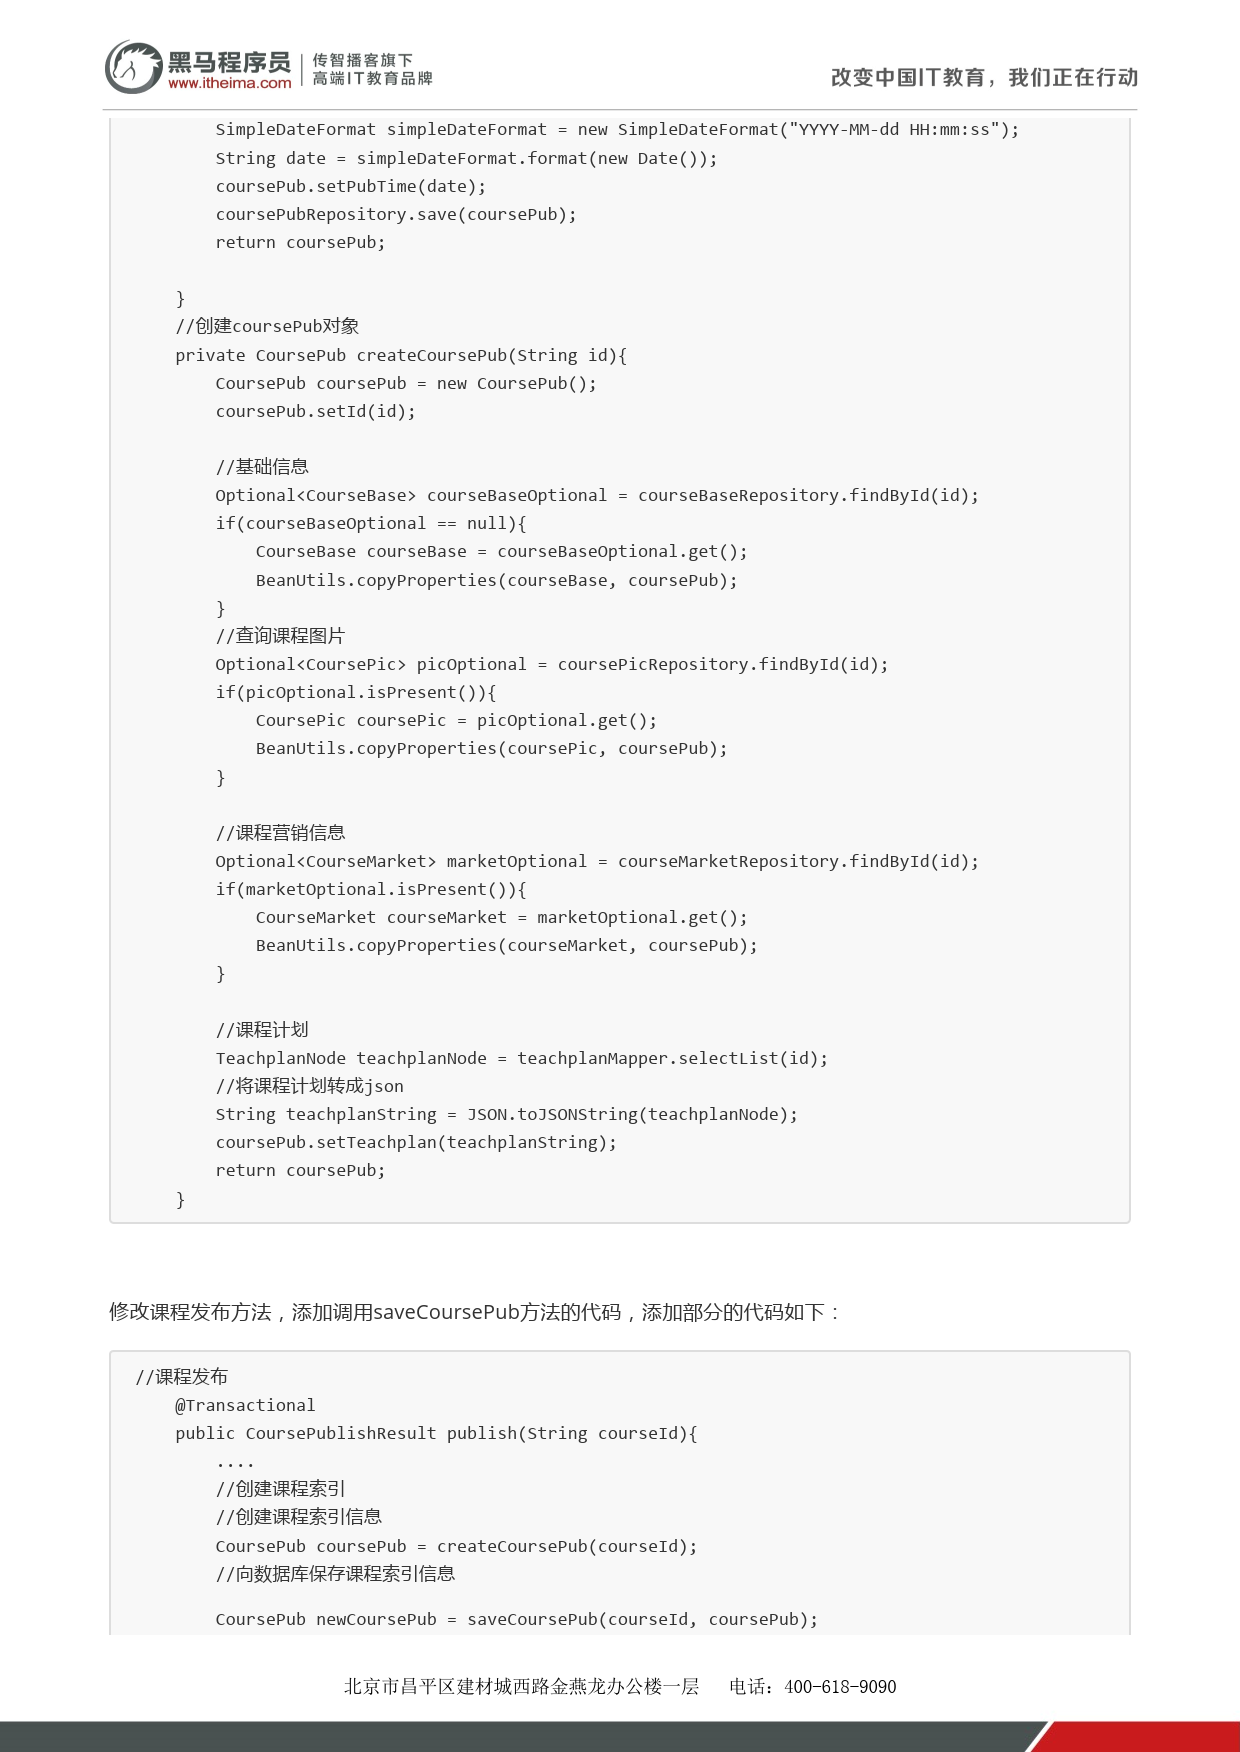 黑马程序员
www.itheima.com
传智播客旗下
高端IT教育品牌
改变中国IT教育，我们正在行动
        SimpleDateFormat simpleDateFormat = new SimpleDateFormat("YYYY-MM-dd HH:mm:ss");
        String date = simpleDateFormat.format(new Date());
        coursePub.setPubTime(date);
        coursePubRepository.save(coursePub);
        return coursePub;

    }
    //创建coursePub对象
    private CoursePub createCoursePub(String id){
        CoursePub coursePub = new CoursePub();
        coursePub.setId(id);

        //基础信息
        Optional<CourseBase> courseBaseOptional = courseBaseRepository.findById(id);
        if(courseBaseOptional == null){
            CourseBase courseBase = courseBaseOptional.get();
            BeanUtils.copyProperties(courseBase, coursePub);
        }
        //查询课程图片
        Optional<CoursePic> picOptional = coursePicRepository.findById(id);
        if(picOptional.isPresent()){
            CoursePic coursePic = picOptional.get();
            BeanUtils.copyProperties(coursePic, coursePub);
        }

        //课程营销信息
        Optional<CourseMarket> marketOptional = courseMarketRepository.findById(id);
        if(marketOptional.isPresent()){
            CourseMarket courseMarket = marketOptional.get();
            BeanUtils.copyProperties(courseMarket, coursePub);
        }

        //课程计划
        TeachplanNode teachplanNode = teachplanMapper.selectList(id);
        //将课程计划转成json
        String teachplanString = JSON.toJSONString(teachplanNode);
        coursePub.setTeachplan(teachplanString);
        return coursePub;
    }
修改课程发布方法，添加调用saveCoursePub方法的代码，添加部分的代码如下：
//课程发布
    @Transactional
    public CoursePublishResult publish(String courseId){
        ....
        //创建课程索引
        //创建课程索引信息
        CoursePub coursePub = createCoursePub(courseId);
        //向数据库保存课程索引信息
        CoursePub newCoursePub = saveCoursePub(courseId, coursePub);
北京市昌平区建材城西路金燕龙办公楼一层 电话：400-618-9090